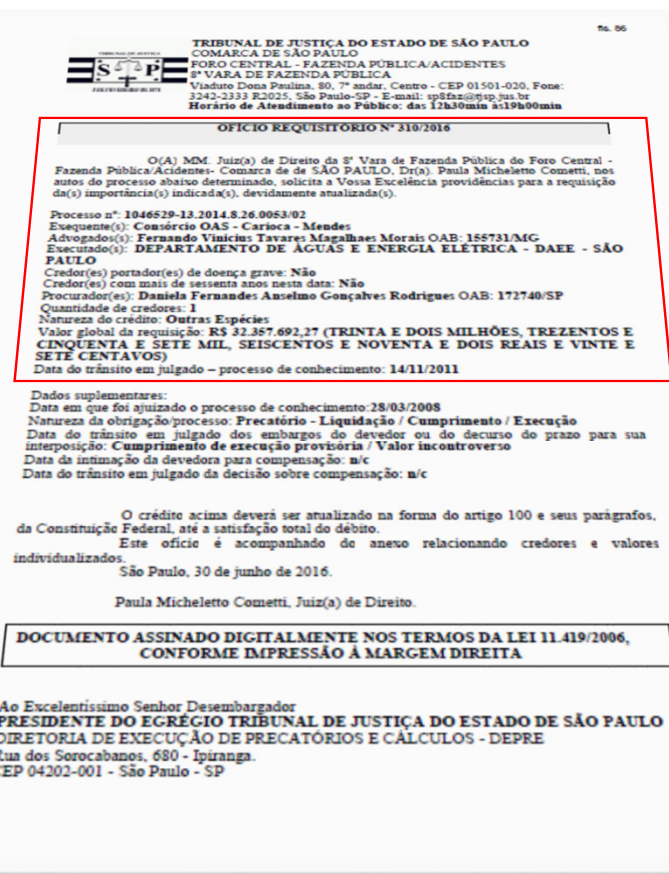 fls. 86
TRIBUNAL DE JUSTIÇA DO ESTADO DE SÃO PAULO
COMARCA DE SÃO PAULO
FORO CENTRAL - FAZENDA PÚBLICA/ACIDENTES
8ª VARA DE FAZENDA PÚBLICA
Viaduto Dona Paulina, 80, 7º andar, Centro - CEP 01501-020, Fone:
3242-2333 R2025, São Paulo-SP - E-mail: sp8faz@tjsp.jus.br
Horário de Atendimento ao Público: das 12h30min às19h00min
TRIBUNAL DE JUSTIÇA
S P
OFÍCIO REQUISITÓRIO Nº 310/2016
O(A) MM. Juiz(a) de Direito da 8ª Vara de Fazenda Pública do Foro Central -
Fazenda Pública/Acidentes- Comarca de de SÃO PAULO, Dr(a). Paula Micheletto Cometti, nos
autos do processo abaixo determinado, solicita a Vossa Excelência providências para a requisição
da(s) importância(s) indicada(s), devidamente atualizada(s).
Processo nº: 1046529-13.2014.8.26.0053/02
Exequente(s): Consórcio OAS - Carioca - Mendes
Advogados(s): Fernando Vinicius Tavares Magalhaes Morais OAB: 155731/MG
Executado(s): DEPARTAMENTO DE ÁGUAS E ENERGIA ELÉTRICA - DAEE - SÃO
PAULO
Credor(es) portador(es) de doença grave: Não
Credor(es) com mais de sessenta anos nesta data: Não
Procurador(es): Daniela Fernandes Anselmo Gonçalves Rodrigues OAB: 172740/SP
Quantidade de credores: 1
Natureza do crédito: Outras Espécies
Valor global da requisição: R$ 32.357.692,27 (TRINTA E DOIS MILHÕES, TREZENTOS E
CINQUENTA E SETE MIL, SEISCENTOS E NOVENTA E DOIS REAIS E VINTE E
SETE CENTAVOS)
Data do trânsito em julgado – processo de conhecimento: 14/11/2011
Dados suplementares:
Data em que foi ajuizado o processo de conhecimento:28/03/2008
Natureza da obrigação/processo: Precatório - Liquidação / Cumprimento / Execução
Data do trânsito em julgado dos embargos do devedor ou do decurso do prazo para sua
interposição: Cumprimento de execução provisória / Valor incontroverso
Data da intimação da devedora para compensação: n/c
Data do trânsito em julgado da decisão sobre compensação: n/c
O crédito acima deverá ser atualizado na forma do artigo 100 e seus parágrafos,
da Constituição Federal, até a satisfação total do débito.
Este ofício é acompanhado de anexo relacionando credores e valores
individualizados.
São Paulo, 30 de junho de 2016.
Paula Micheletto Cometti, Juiz(a) de Direito.
DOCUMENTO ASSINADO DIGITALMENTE NOS TERMOS DA LEI 11.419/2006,
CONFORME IMPRESSÃO À MARGEM DIREITA
Ao Excelentíssimo Senhor Desembargador
PRESIDENTE DO EGRÉGIO TRIBUNAL DE JUSTIÇA DO ESTADO DE SÃO PAULO
DIRETORIA DE EXECUÇÃO DE PRECATÓRIOS E CÁLCULOS - DEPRE
Rua dos Sorocabanos, 680 - Ipiranga.
CEP 04202-001 - São Paulo - SP